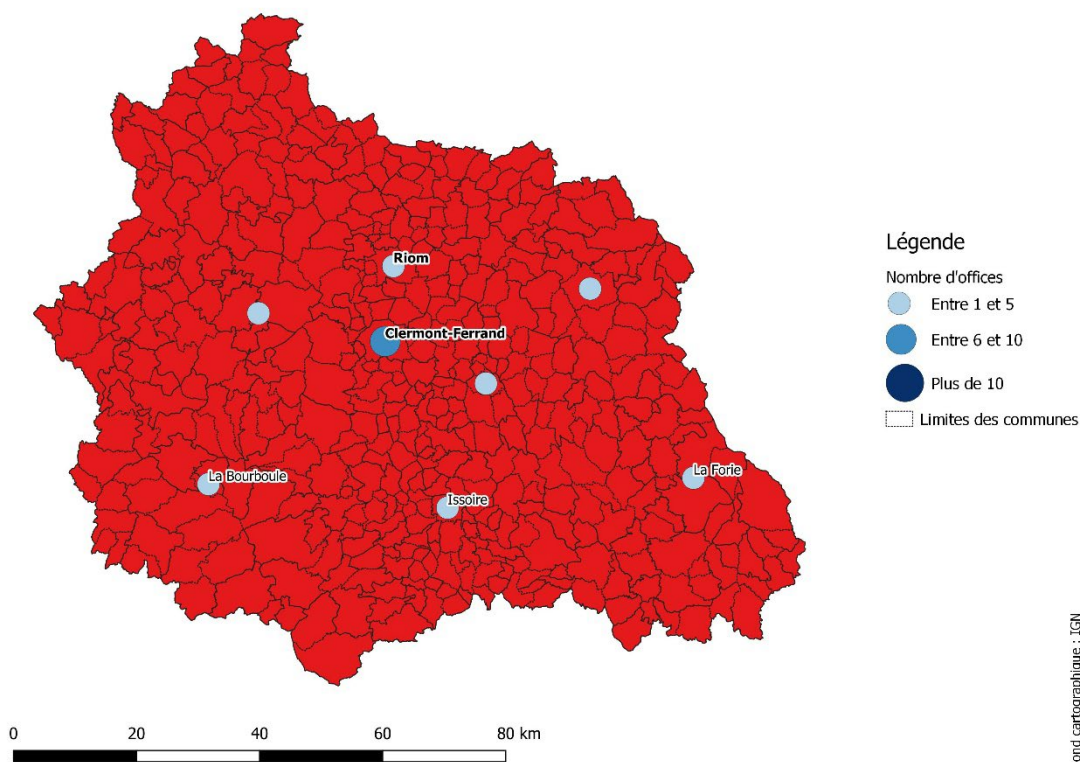 Riom
Clermont-Ferrand
La Bourboule
Issoire
La Forie
Légende
Nombre d'offices
Entre 1 et 5
Entre 6 et 10
Plus de 10
Limites des communes
0 20 40 60 80 km
ond cartographique : IGN